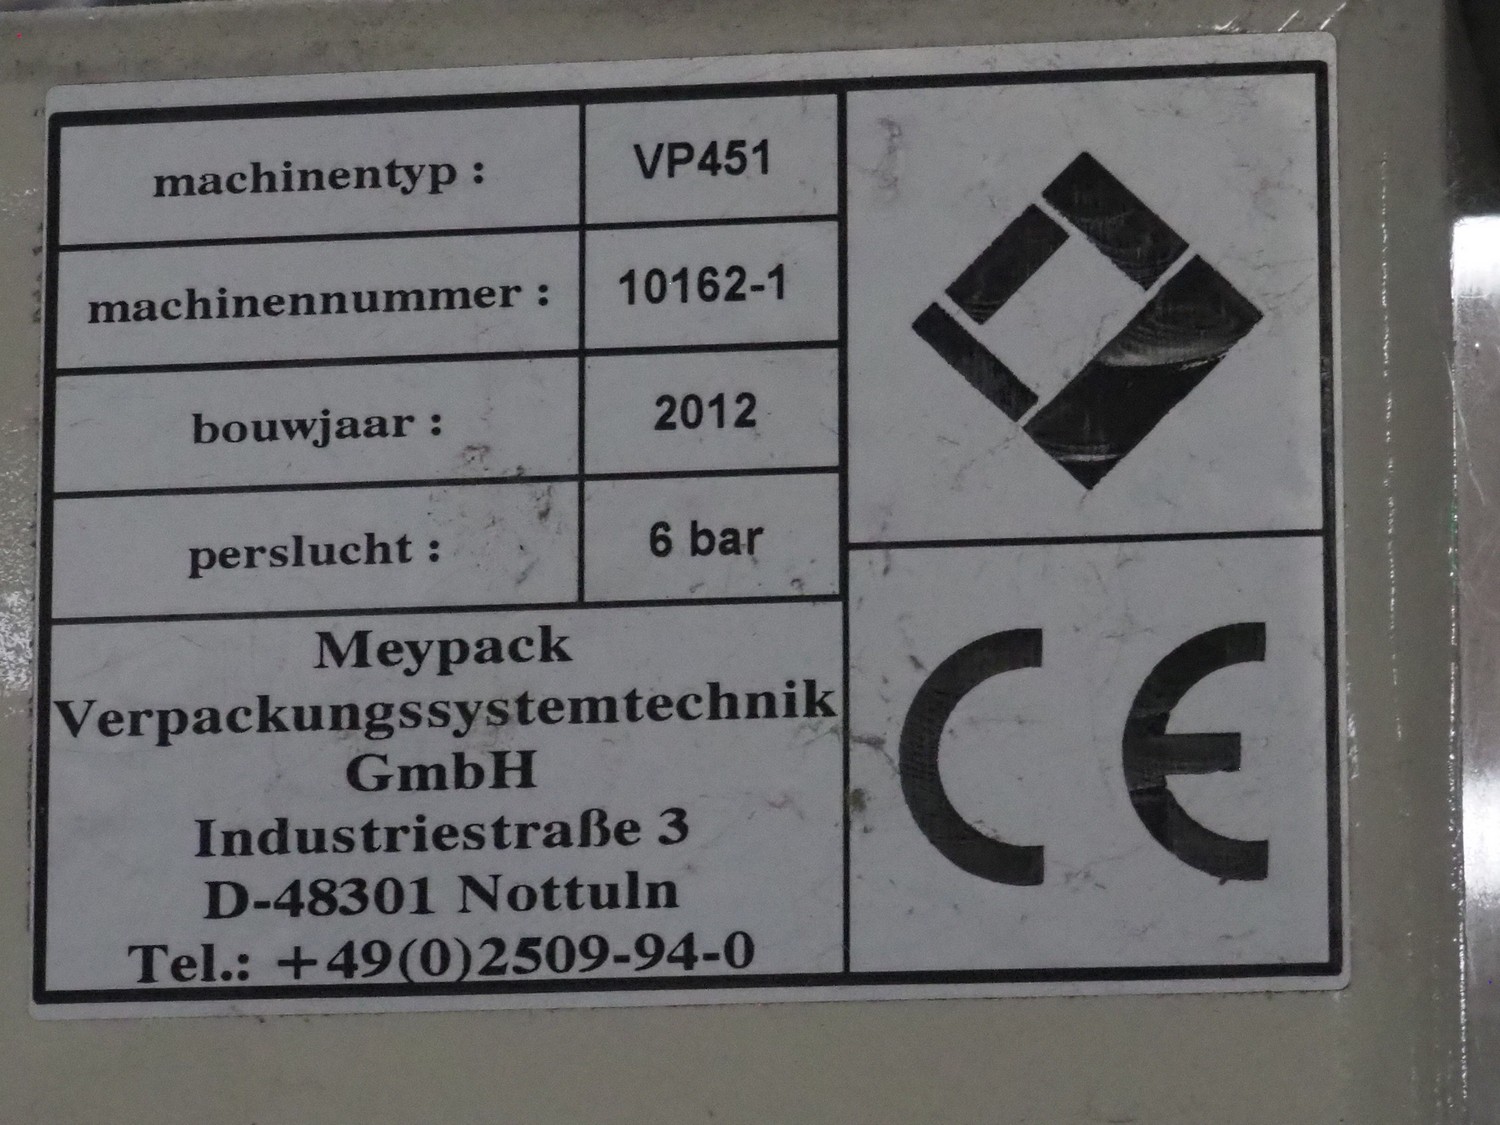 machinentyp : VP451
machinennummer : 10162-1
bouwjaar : 2012
perslucht : 6 bar
Meypack
Verpackungssystemtechnik
GmbH
Industriestraße 3
D-48301 Nottuln
Tel.: +49(0)2509-94-0
CE